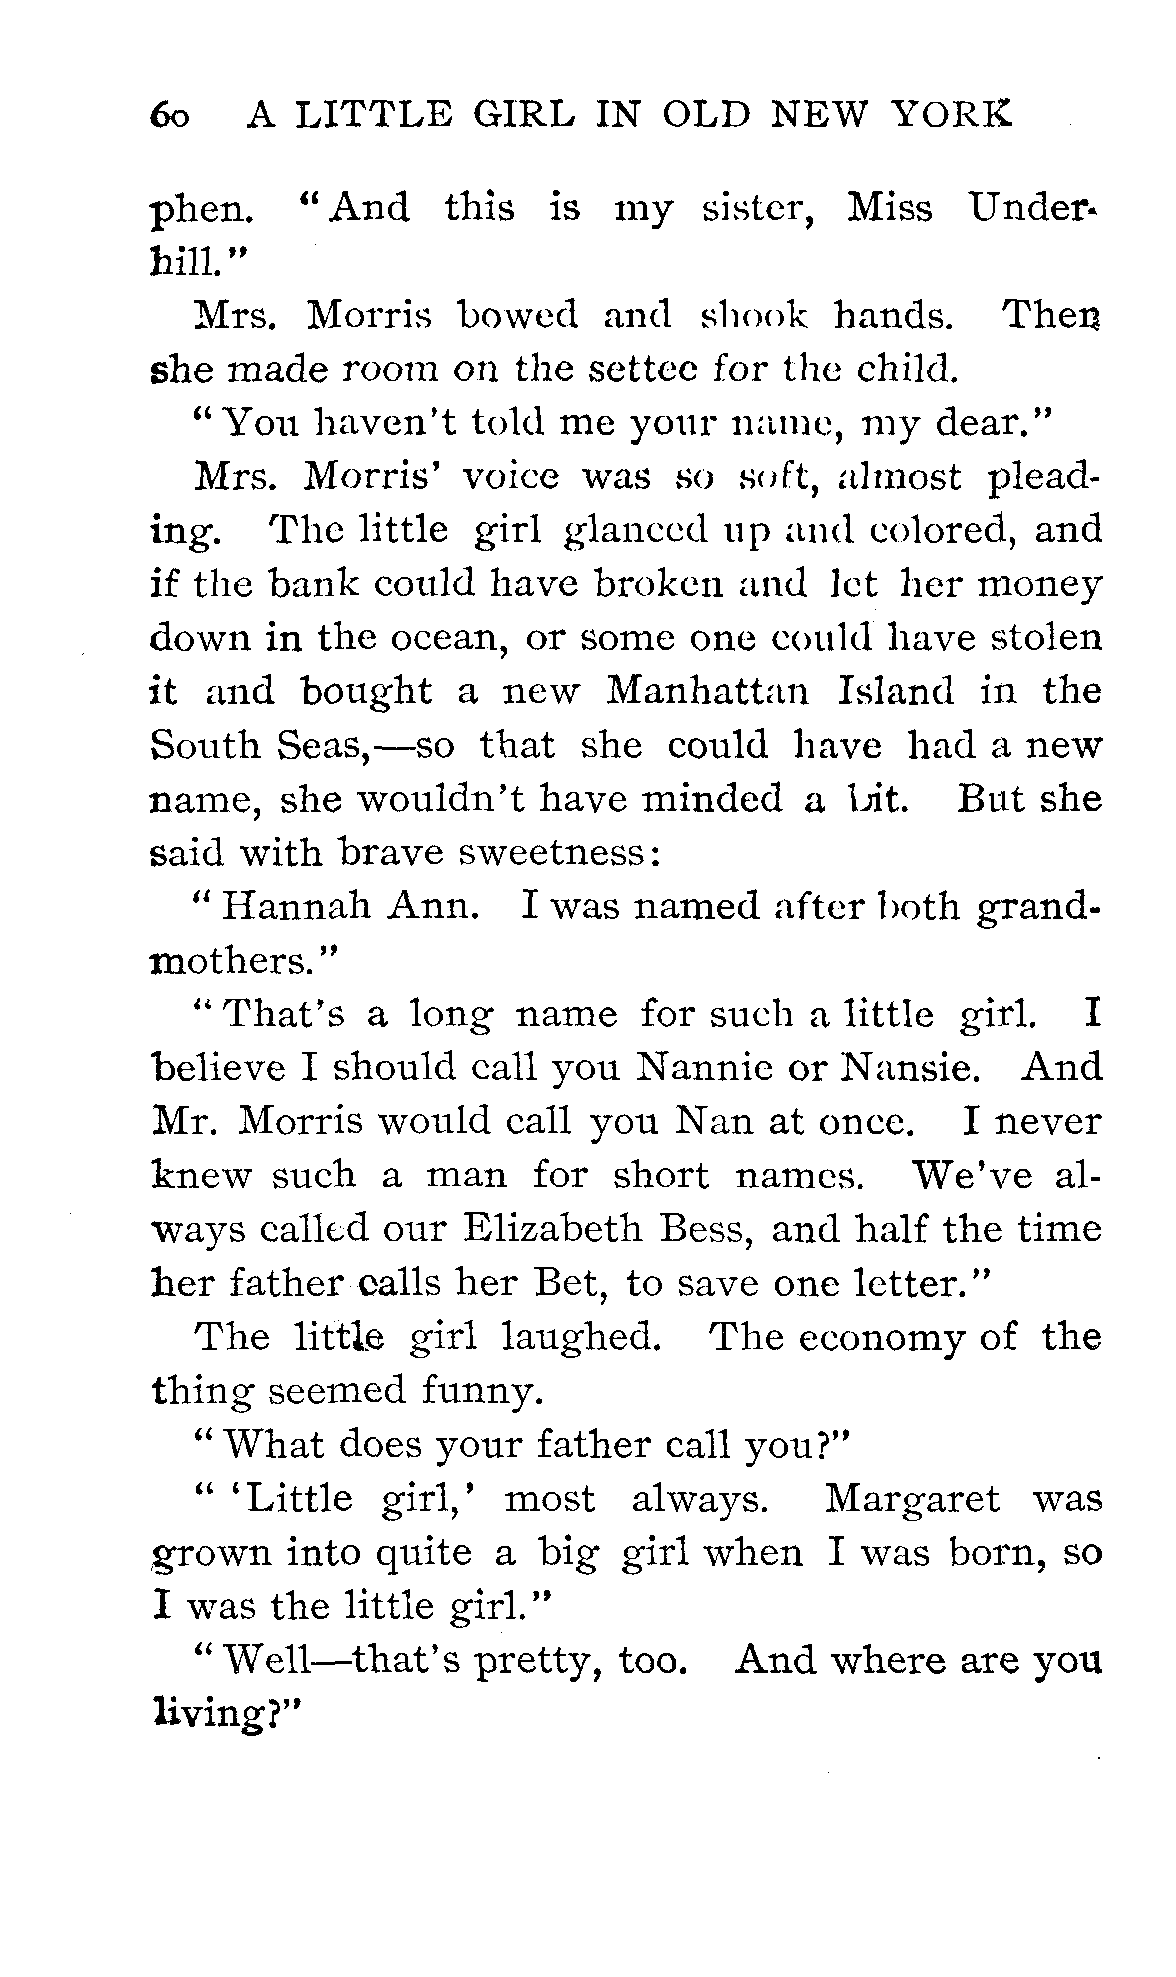 60 A LITTLE GIRL IN OLD NEW YORK
phen. “And this is my sister, Miss Under-
hill.”
Mrs. Morris bowed and shook hands. Then
she made room on the settee for the child.
“You haven't told me your name, my dear.”
Mrs. Morris' voice was so soft, almost plead-
ing. The little girl glanced up and colored, and
if the bank could have broken and let her money
down in the ocean, or some one could have stolen
it and bought a new Manhattan Island in the
South Seas,—so that she could have had a new
name, she wouldn't have minded a bit. But she
said with brave sweetness:
“Hannah Ann. I was named after both grand-
mothers.”
“That's a long name for such a little girl. I
believe I should call you Nannie or Nansie. And
Mr. Morris would call you Nan at once. I never
knew such a man for short names. We've al-
ways called our Elizabeth Bess, and half the time
her father calls her Bet, to save one letter.”
The little girl laughed. The economy of the
thing seemed funny.
“What does your father call you?”
“ ‘Little girl,’ most always. Margaret was
grown into quite a big girl when I was born, so
I was the little girl.”
“Well—that's pretty, too. And where are you
living?”